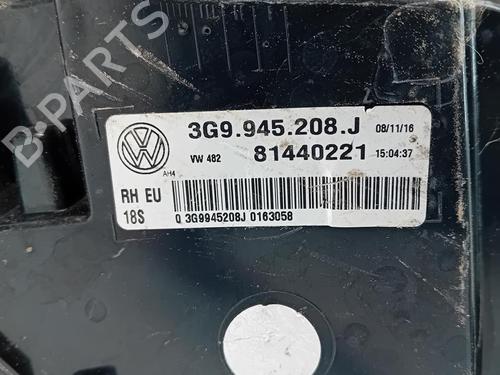 B-PARTS
3G9.945.208.J 08/11/16
VW 482 81440221 15:04:37
AH4
RH EU
18S Q 3G9945208J 0163058